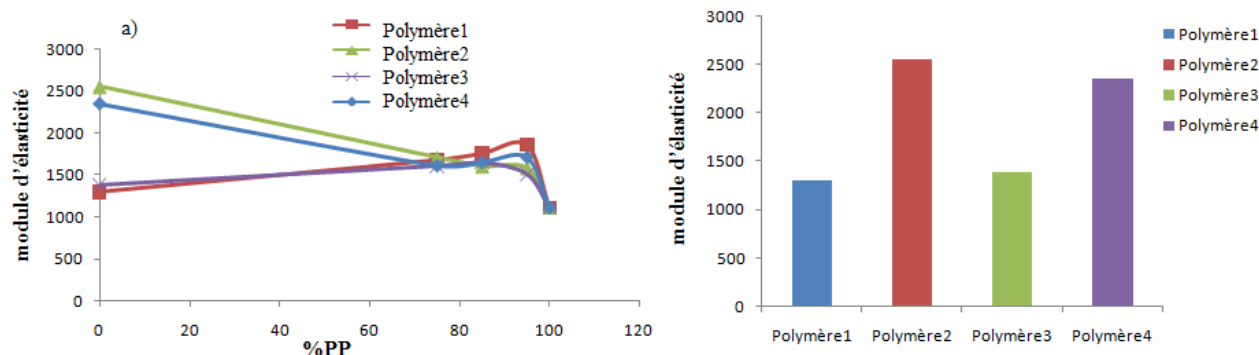 a)
Polymère1
Polymère2
Polymère3
Polymère4
module d'élasticité
3000
2500
2000
1500
1000
500
0
0 20 40 60 80 100 120
%PP
module d'élasticité
3000
2500
2000
1500
1000
500
0
Polymère1 Polymère2 Polymère3 Polymère4
Polymère1
Polymère2
Polymère3
Polymère4